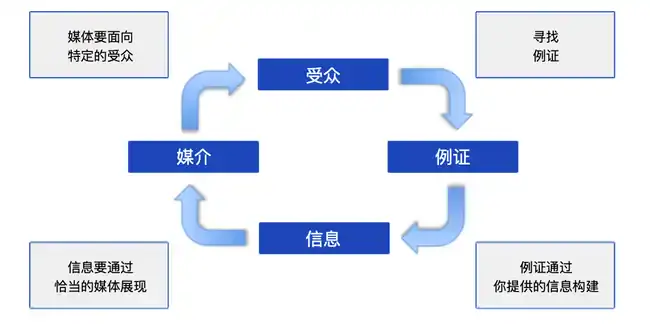 媒体要面向
特定的受众
寻找
例证
受众
媒介
例证
信息
信息要通过
恰当的媒体展现
例证通过
你提供的信息构建